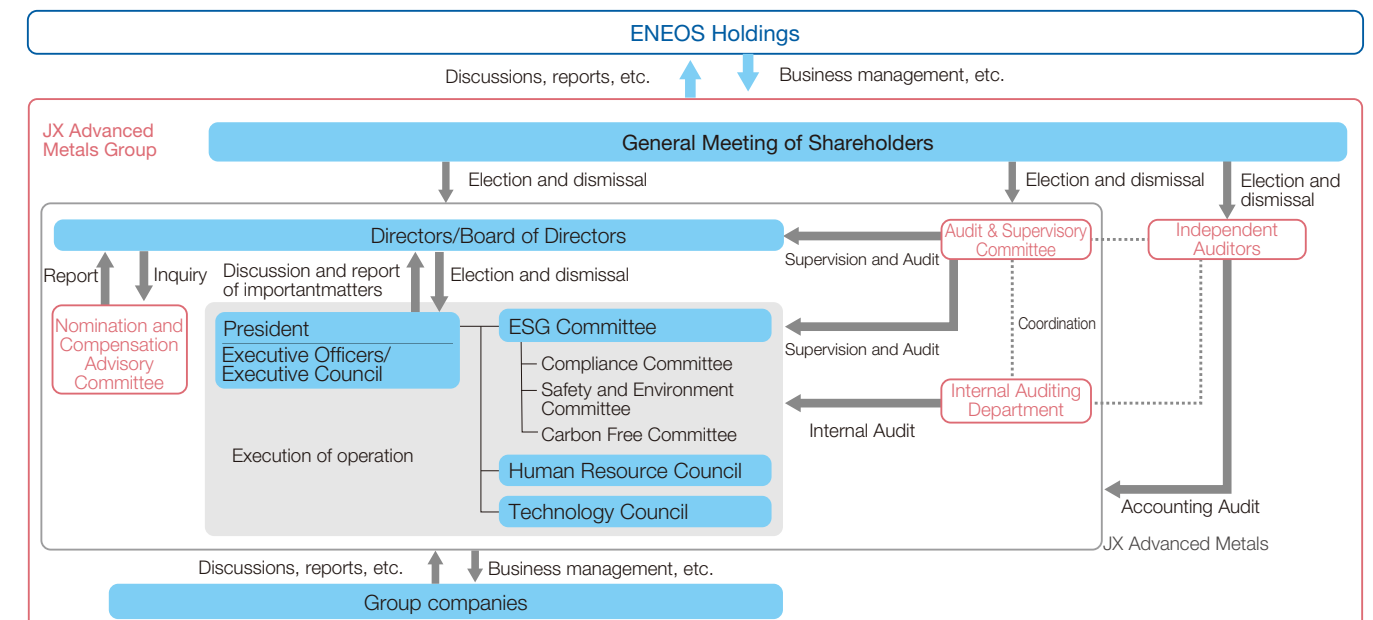 ENEOS Holdings
Discussions, reports, etc.
Business management, etc.
JX Advanced
Metals Group
General Meeting of Shareholders
Election and dismissal
Election and dismissal
Election and
dismissal
Directors/Board of Directors
Audit & Supervisory
Committee
Independent
Auditors
Supervision and Audit
Report
Inquiry
Discussion and report
of importantmatters
Election and dismissal
Nomination and
Compensation
Advisory
Committee
President
Executive Officers/
Executive Council
ESG Committee
Compliance Committee
Safety and Environment
Committee
Carbon Free Committee
Supervision and Audit
Coordination
Internal Auditing
Department
Internal Audit
Execution of operation
Human Resource Council
Technology Council
Accounting Audit
JX Advanced Metals
Discussions, reports, etc.
Business management, etc.
Group companies